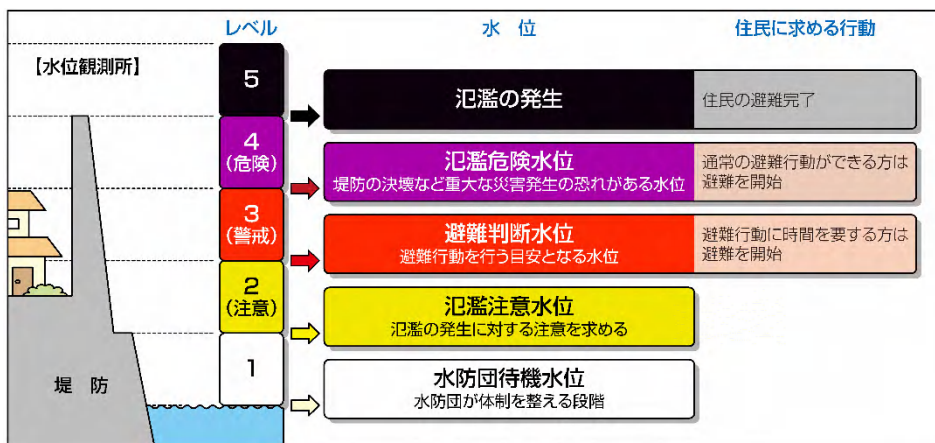 レベル
水 位
住民に求める行動
【水位観測所】
5
氾濫の発生
住民の避難完了
4
(危険)
氾濫危険水位
堤防の決壊など重大な災害発生の恐れがある水位
通常の避難行動ができる方は
避難を開始
3
(警戒)
避難判断水位
避難行動を行う目安となる水位
避難行動に時間を要する方は
避難を開始
2
(注意)
氾濫注意水位
氾濫の発生に対する注意を求める
1
水防団待機水位
水防団が体制を整える段階
堤 防